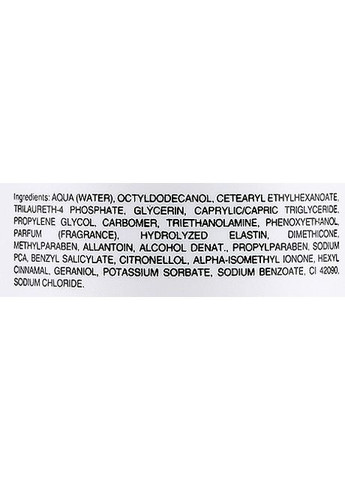 Ingredients: AQUA (WATER), OCTYLDODECANOL, CETEARYL ETHYLHEXANOATE,
TRILAURETH-4 PHOSPHATE, GLYCERIN, CAPRYLIC/CAPRIC TRIGLYCERIDE,
PROPYLENE GLYCOL, CARBOMER, TRIETHANOLAMINE, PHENOXYETHANOL,
PARFUM (FRAGRANCE), HYDROLYZED ELASTIN, DIMETHICONE,
METHYLPARABEN, ALLANTOIN, ALCOHOL DENAT., PROPYLPARABEN, SODIUM
PCA, BENZYL SALICYLATE, CITRONELLOL, ALPHA-ISOMETHYL IONONE, HEXYL
CINNAMAL, GERANIOL, POTASSIUM SORBATE, SODIUM BENZOATE, CI 42090,
SODIUM CHLORIDE.